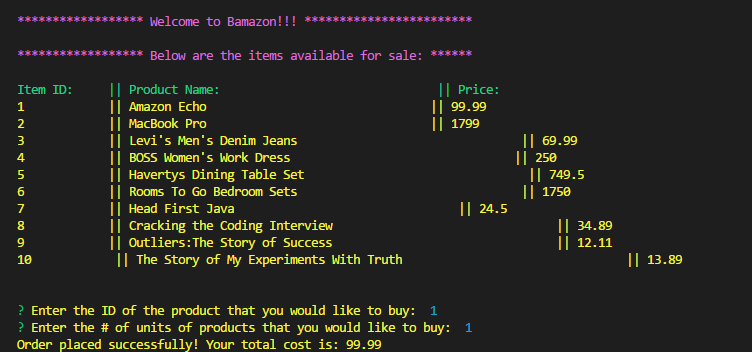 ****************** Welcome to Bamazon!!! ************************
****************** Below are the items available for sale: ******
Item ID: || Product Name: || Price:
1 || Amazon Echo || 99.99
2 || MacBook Pro || 1799
3 || Levi's Men's Denim Jeans || 69.99
4 || BOSS Women's Work Dress || 250
5 || Havertys Dining Table Set || 749.5
6 || Rooms To Go Bedroom Sets || 1750
7 || Head First Java || 24.5
8 || Cracking the Coding Interview || 34.89
9 || Outliers:The Story of Success || 12.11
10 || The Story of My Experiments With Truth || 13.89
? Enter the ID of the product that you would like to buy: 1
? Enter the # of units of products that you would like to buy: 1
Order placed successfully! Your total cost is: 99.99